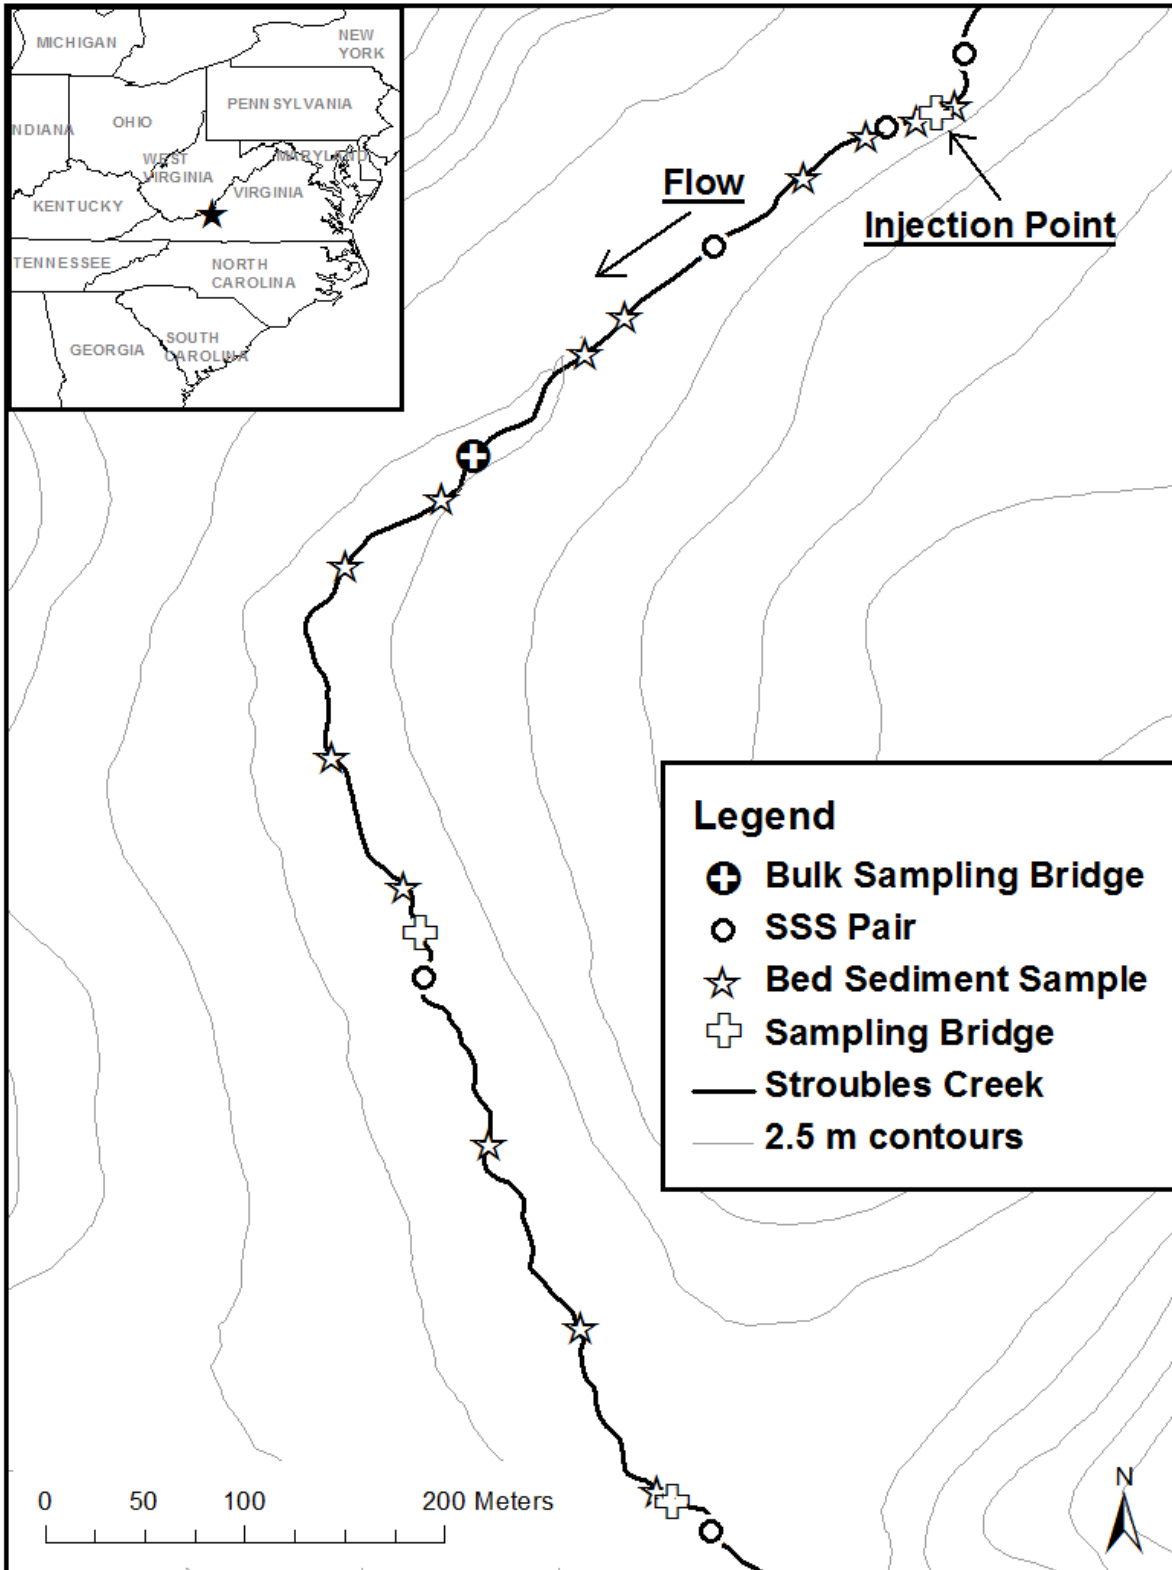 MICHIGAN
NEW
YORK
PENNSYLVANIA
OHIO
NDIANA
WEST
VIRGINIA
MARYLAND
VIRGINIA
KENTUCKY
TENNESSEE
NORTH
CAROLINA
SOUTH
CAROLINA
GEORGIA
Flow
Injection Point
Legend
Bulk Sampling Bridge
SSS Pair
Bed Sediment Sample
Sampling Bridge
Stroubles Creek
2.5 m contours
0 50 100 200 Meters
N